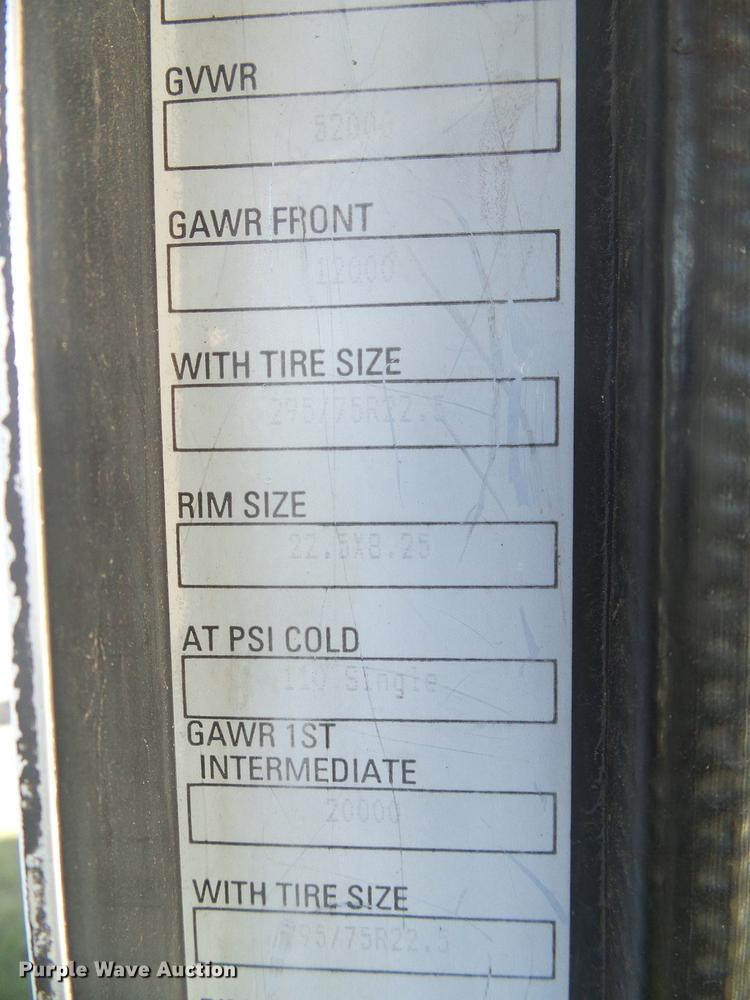 GVWR
52000
GAWR FRONT
12000
WITH TIRE SIZE
295/75R22.5
RIM SIZE
22.5X8.25
AT PSI COLD
110 Single
GAWR 1ST
INTERMEDIATE
20000
WITH TIRE SIZE
295/75R22.5
Purple Wave Auction